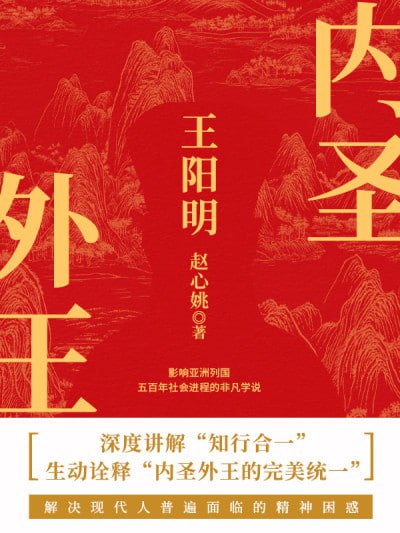 内圣
外王
王阳明
赵心姚◎著
影响亚洲列国
五百年社会进程的非凡学说
深度讲解“知行合一”
生动诠释“内圣外王的完美统一”
解决现代人普遍面临的精神困惑